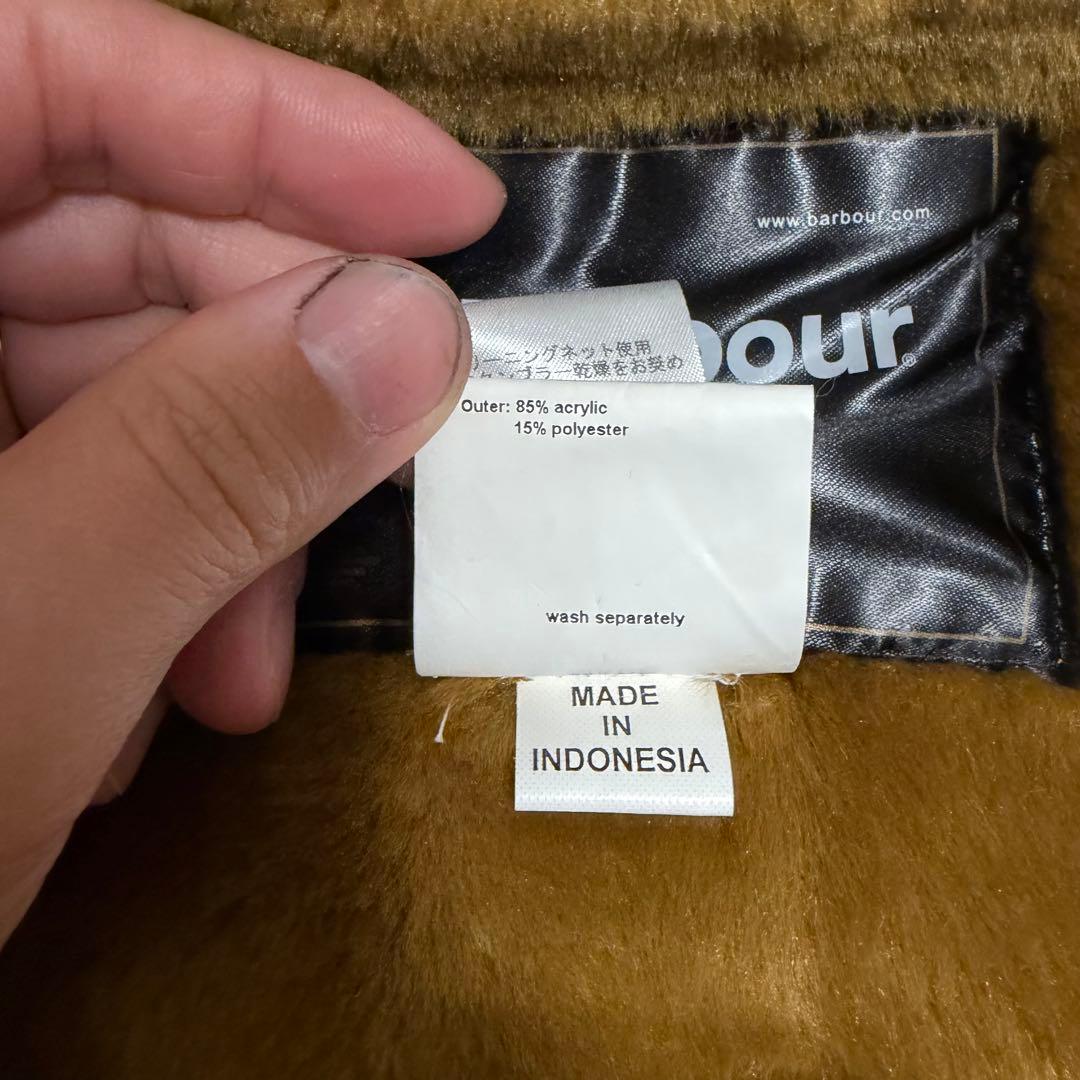 www.barbour.com
our®
ーニングネット使用
ブラー乾燥をお奨め
Outer: 85% acrylic
15% polyester
wash separately
MADE
IN
INDONESIA